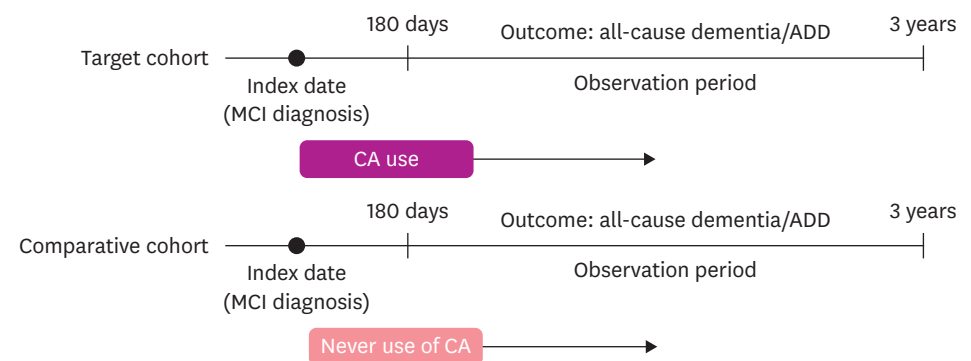 180 days
Outcome: all-cause dementia/ADD
3 years
Target cohort
Index date
(MCI diagnosis)
Observation period
CA use
180 days
Outcome: all-cause dementia/ADD
3 years
Comparative cohort
Index date
(MCI diagnosis)
Observation period
Never use of CA